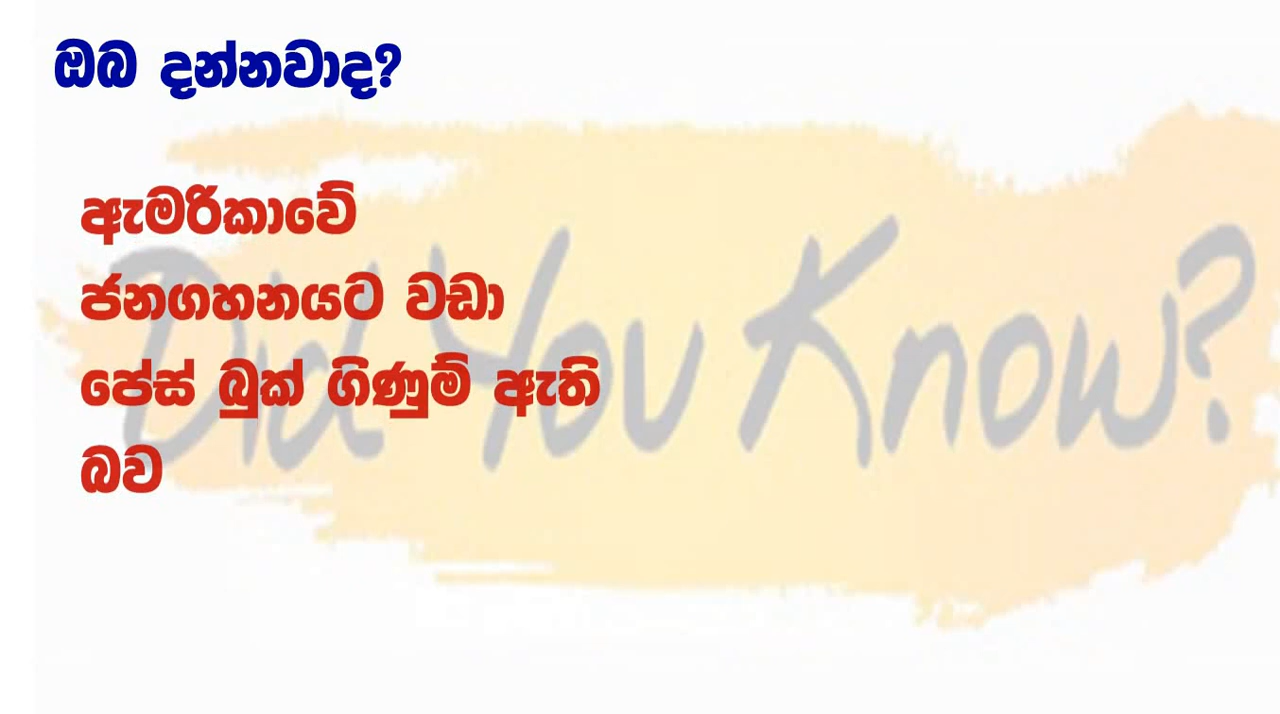 ඔබ දන්නවාද?
ඇමරිකාවේ
ජනගහනයට වඩා
පේස් බුක් ගිණුම් ඇති
බව
Did You Know?